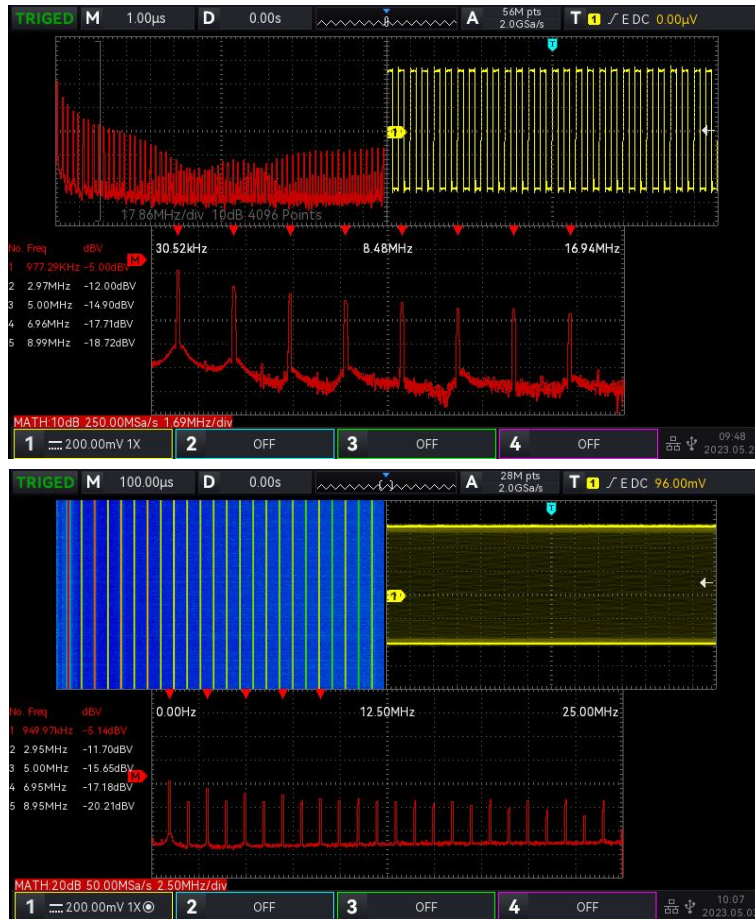 TRIGED M 1.00µs D 0.00s A 56M pts 2.0GSa/s T 1 E DC 0.00µV
T
1
17.86MHz/div 10dB 4096 Points
No. Freq dBV
M
30.52kHz 8.48MHz 16.94MHz
1 977.29KHz -5.00dBV
2 2.97MHz -12.00dBV
3 5.00MHz -14.90dBV
4 6.96MHz -17.71dBV
5 8.99MHz -18.72dBV
MATH:10dB 250.00MSa/s 1.69MHz/div
1 200.00mV 1X 2 OFF 3 OFF 4 OFF 09:48
TRIGED M 100.00µs D 0.00s A 28M pts 2.0GSa/s T 1 E DC 96.00mV
T
1
No. Freq dBV
0.00Hz 12.50MHz 25.00MHz
1 949.97kHz -5.14dBV
2 2.95MHz -11.70dBV
3 5.00MHz -15.65dBV
M
4 6.95MHz -17.18dBV
5 8.95MHz -20.21dBV
MATH:20dB 50.00MSa/s 2.50MHz/div
1 200.00mV 1X 2 OFF 3 OFF 4 OFF 10:07